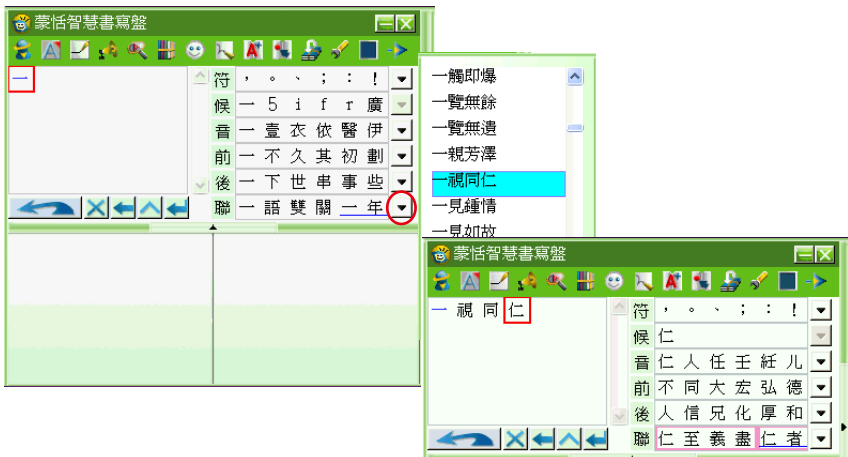 蒙恬智慧書寫盤
一
符 , 。 、 ; : !
候 一 5 i f r 廣
音 一 壹 衣 依 醫 伊
前 一 不 久 其 初 劃
後 一 下 世 串 事 些
聯 一 語 雙 關 一 年
一觸即爆
一覽無餘
一覽無遺
一親芳澤
一視同仁
一見鍾情
一見如故
蒙恬智慧書寫盤
一 視 同 仁
符 , 。 、 ; : !
候 仁
音 仁 人 任 壬 紝 儿
前 不 同 大 宏 弘 德
後 人 信 兄 化 厚 和
聯 仁 至 義 盡 仁 者